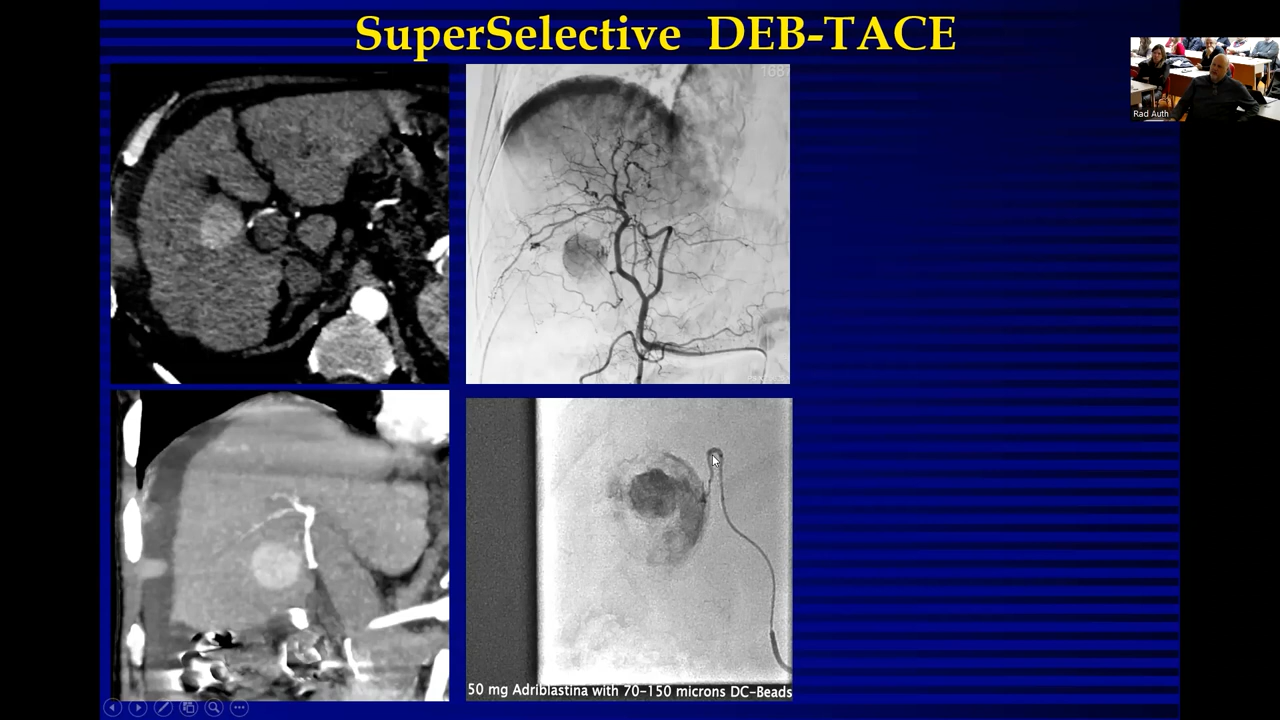 SuperSelective DEB-TACE
Rad Auth
50 mg Adriblastina with 70-150 microns DC-Beads